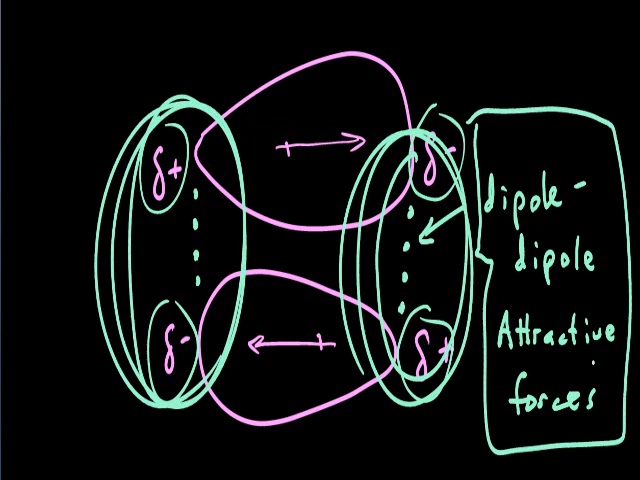 δ+ δ-
dipole-
dipole
Attractive
forces
δ- δ+